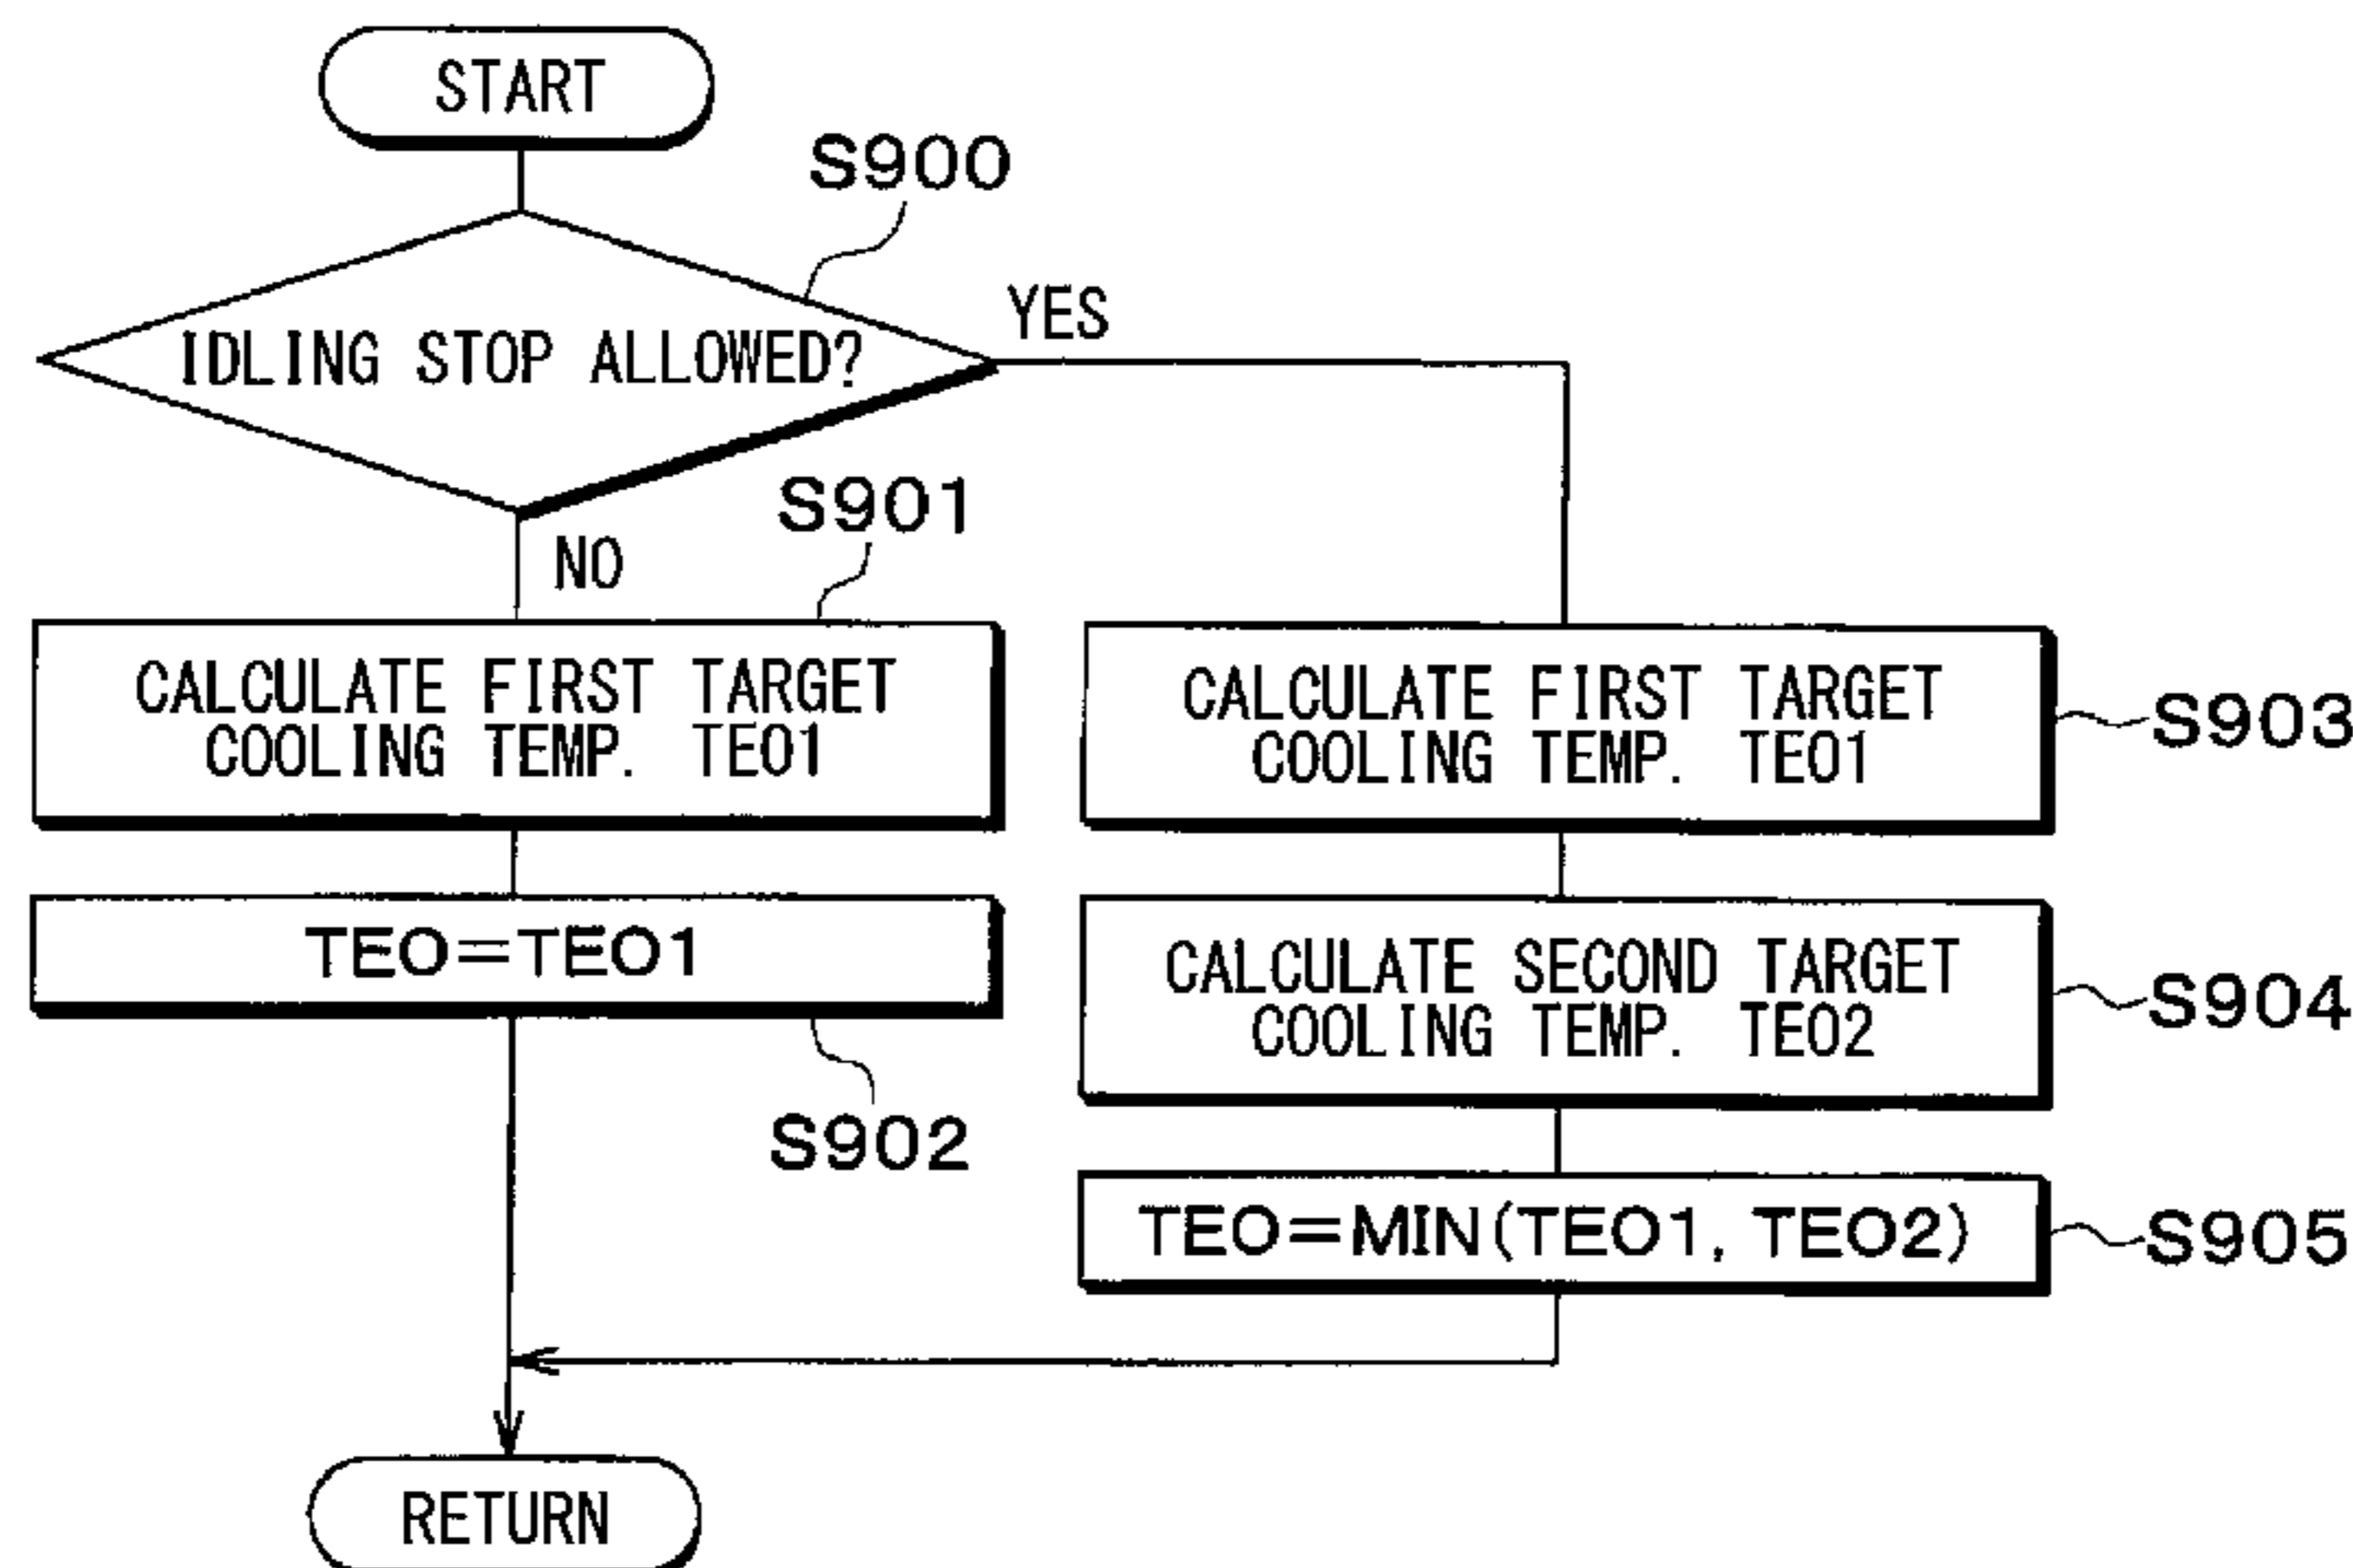 START
S900
IDLING STOP ALLOWED?
YES
NO
S901
CALCULATE FIRST TARGET
COOLING TEMP. TEO1
TEO=TEO1
S902
CALCULATE FIRST TARGET
COOLING TEMP. TEO1
S903
CALCULATE SECOND TARGET
COOLING TEMP. TEO2
S904
TEO=MIN(TEO1, TEO2)
S905
RETURN